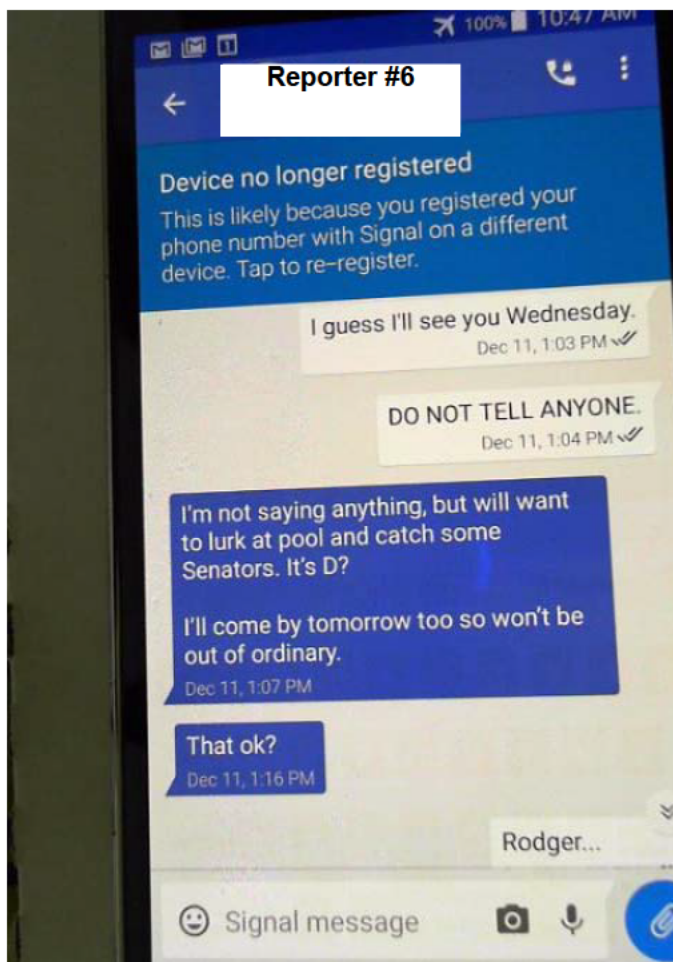 100% 10:47 AM
1
Reporter #6
Device no longer registered
This is likely because you registered your
phone number with Signal on a different
device. Tap to re-register.
I guess I'll see you Wednesday.
Dec 11, 1:03 PM
DO NOT TELL ANYONE.
Dec 11, 1:04 PM
I'm not saying anything, but will want
to lurk at pool and catch some
Senators. It's D?
I'll come by tomorrow too so won't be
out of ordinary.
Dec 11, 1:07 PM
That ok?
Dec 11, 1:16 PM
Rodger...
Signal message